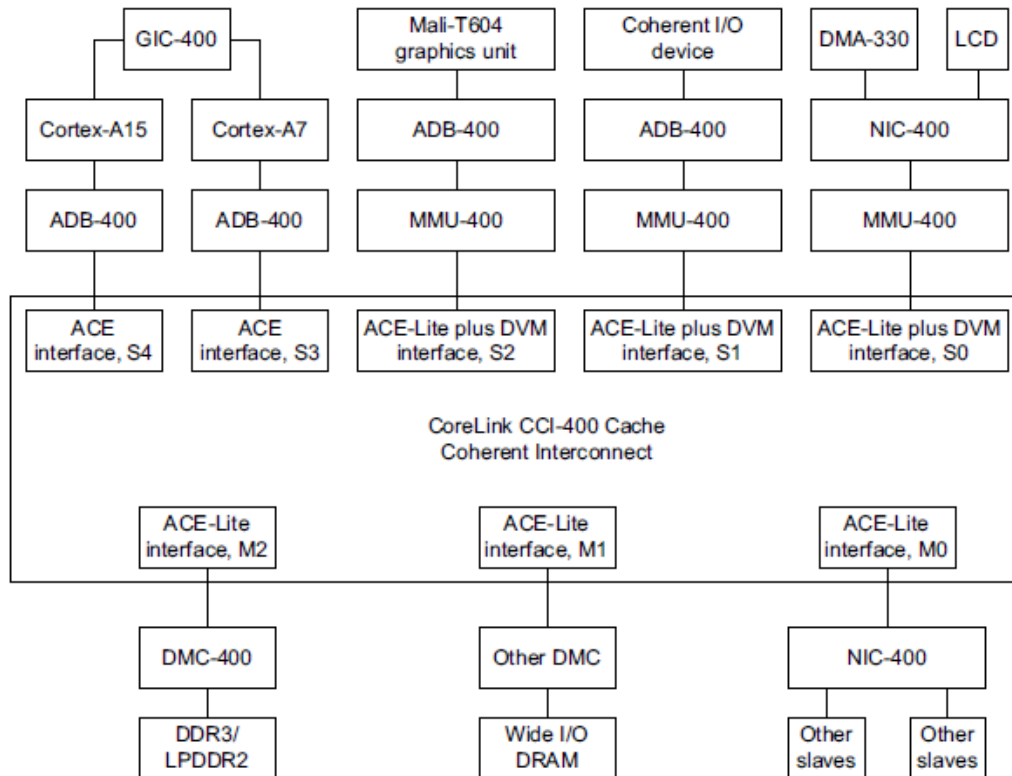 GIC-400
Mali-T604
graphics unit
Coherent I/O
device
DMA-330
LCD
Cortex-A15
Cortex-A7
ADB-400
ADB-400
NIC-400
ADB-400
ADB-400
MMU-400
MMU-400
MMU-400
ACE
interface, S4
ACE
interface, S3
ACE-Lite plus DVM
interface, S2
ACE-Lite plus DVM
interface, S1
ACE-Lite plus DVM
interface, S0
CoreLink CCI-400 Cache
Coherent Interconnect
ACE-Lite
interface, M2
ACE-Lite
interface, M1
ACE-Lite
interface, M0
DMC-400
Other DMC
NIC-400
DDR3/
LPDDR2
Wide I/O
DRAM
Other
slaves
Other
slaves